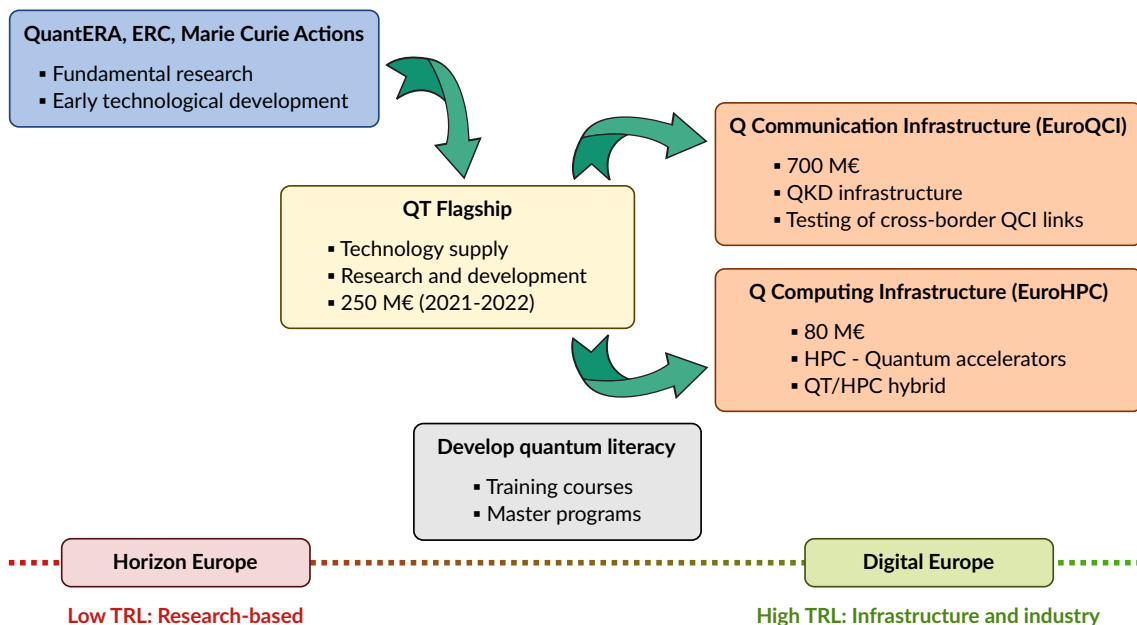 QuantERA, ERC, Marie Curie Actions
▪ Fundamental research
▪ Early technological development
Q Communication Infrastructure (EuroQCI)
▪ 700 M€
▪ QKD infrastructure
▪ Testing of cross-border QCI links
QT Flagship
▪ Technology supply
▪ Research and development
▪ 250 M€ (2021-2022)
Q Computing Infrastructure (EuroHPC)
▪ 80 M€
▪ HPC - Quantum accelerators
▪ QT/HPC hybrid
Develop quantum literacy
▪ Training courses
▪ Master programs
Horizon Europe
Digital Europe
Low TRL: Research-based
High TRL: Infrastructure and industry